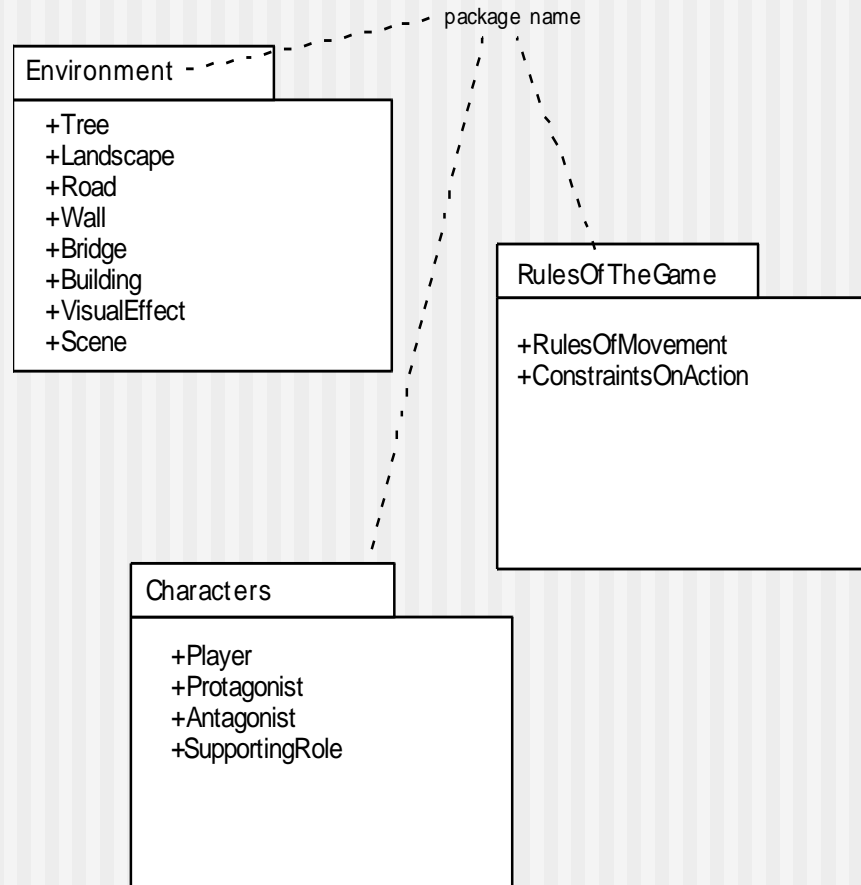 package name
Environment
+Tree
+Landscape
+Road
+Wall
+Bridge
+Building
+VisualEffect
+Scene
RulesOfTheGame
+RulesOfMovement
+ConstraintsOnAction
Characters
+Player
+Protagonist
+Antagonist
+SupportingRole